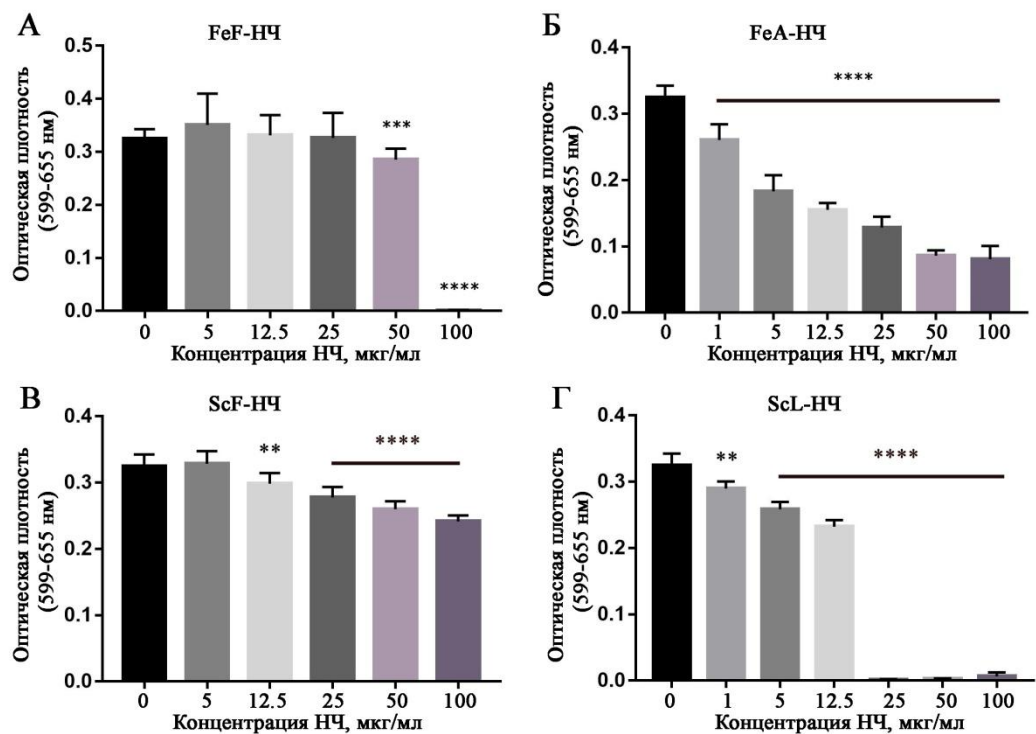 А
FeF-НЧ
Оптическая плотность
(599-655 нм)
0.5
0.4
0.3
0.2
0.1
0.0
***
****
0 5 12.5 25 50 100
Концентрация НЧ, мкг/мл
Б
FeA-НЧ
Оптическая плотность
(599-655 нм)
0.4
0.3
0.2
0.1
0.0
****
0 1 5 12.5 25 50 100
Концентрация НЧ, мкг/мл
В
ScF-НЧ
Оптическая плотность
(599-655 нм)
0.4
0.3
0.2
0.1
0.0
**
****
0 5 12.5 25 50 100
Концентрация НЧ, мкг/мл
Г
ScL-НЧ
Оптическая плотность
(599-655 нм)
0.4
0.3
0.2
0.1
0.0
**
****
0 1 5 12.5 25 50 100
Концентрация НЧ, мкг/мл